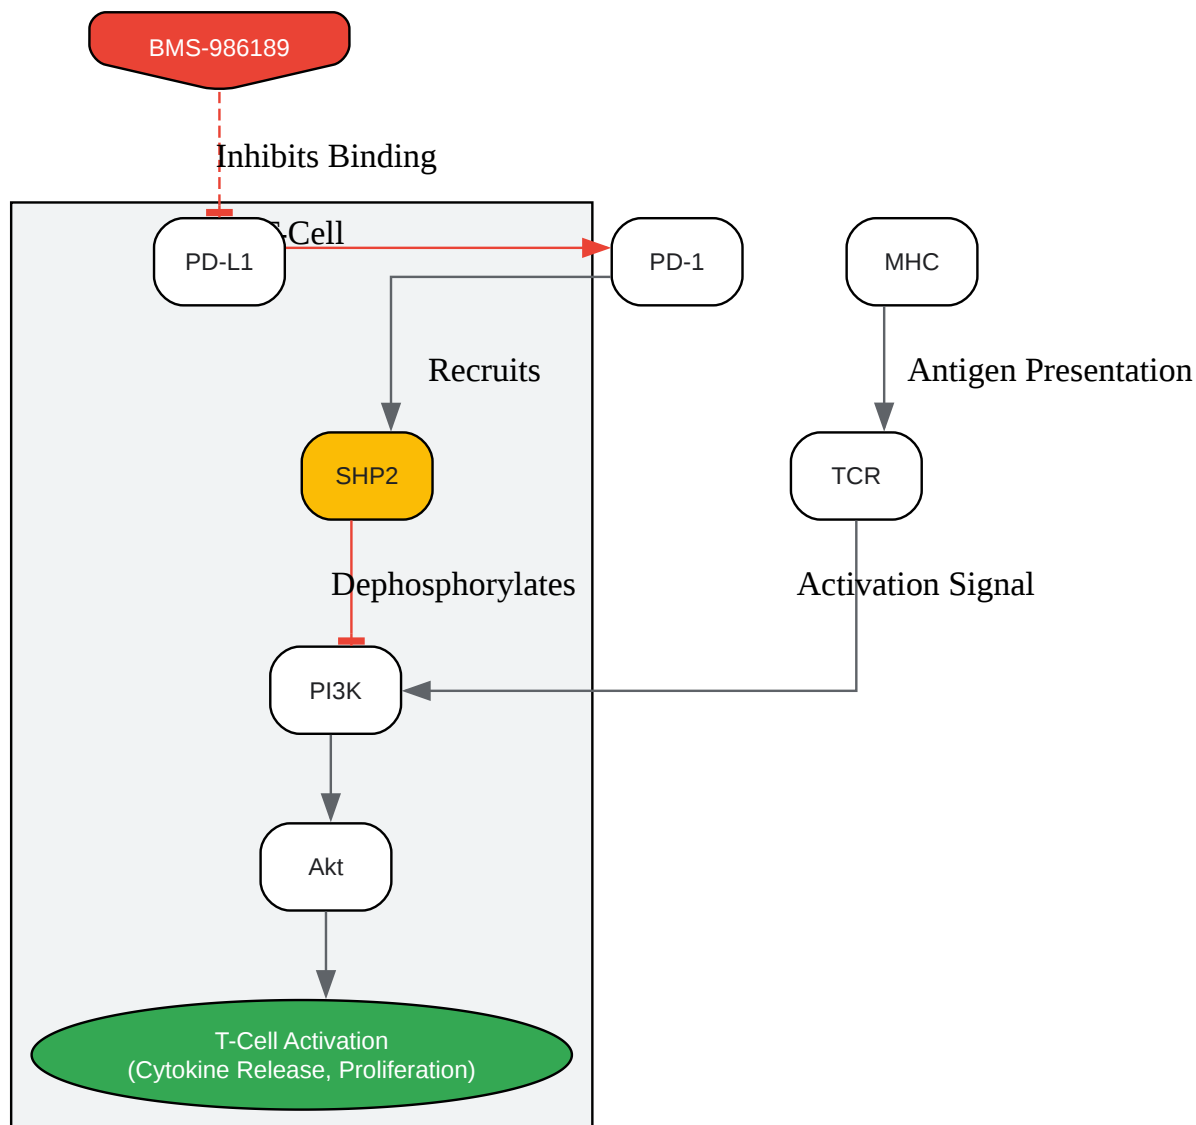 BMS-986189
Inhibits Binding
-Cell
PD-L1
PD-1
MHC
Recruits
Antigen Presentation
SHP2
TCR
Dephosphorylates
Activation Signal
PI3K
Akt
T-Cell Activation
(Cytokine Release, Proliferation)